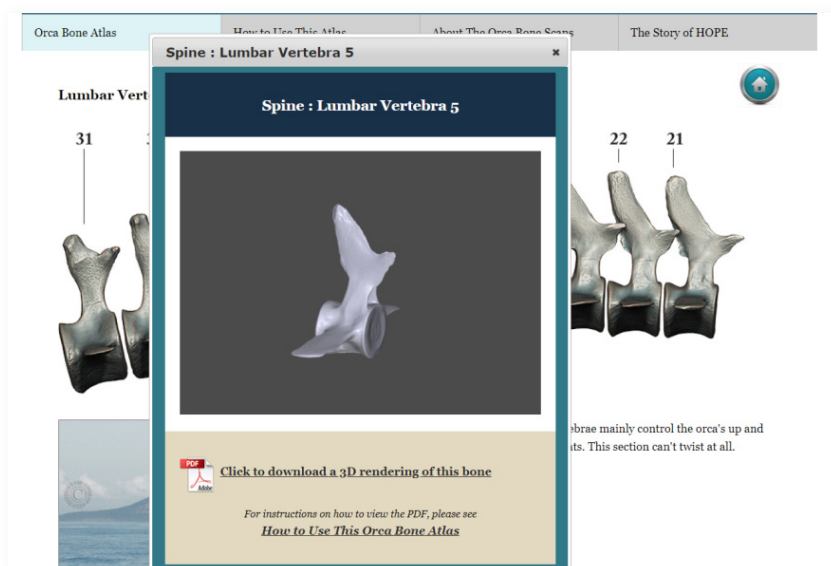 Orca Bone Atlas
How to Use This Atlas
About The Orca Bone Scans
The Story of HOPE
Spine : Lumbar Vertebra 5
×
Lumbar Vert
Spine : Lumbar Vertebra 5
31
22
21
ebrae mainly control the orca's up and
ts. This section can't twist at all.
PDF
Adobe
Click to download a 3D rendering of this bone
For instructions on how to view the PDF, please see
How to Use This Orca Bone Atlas